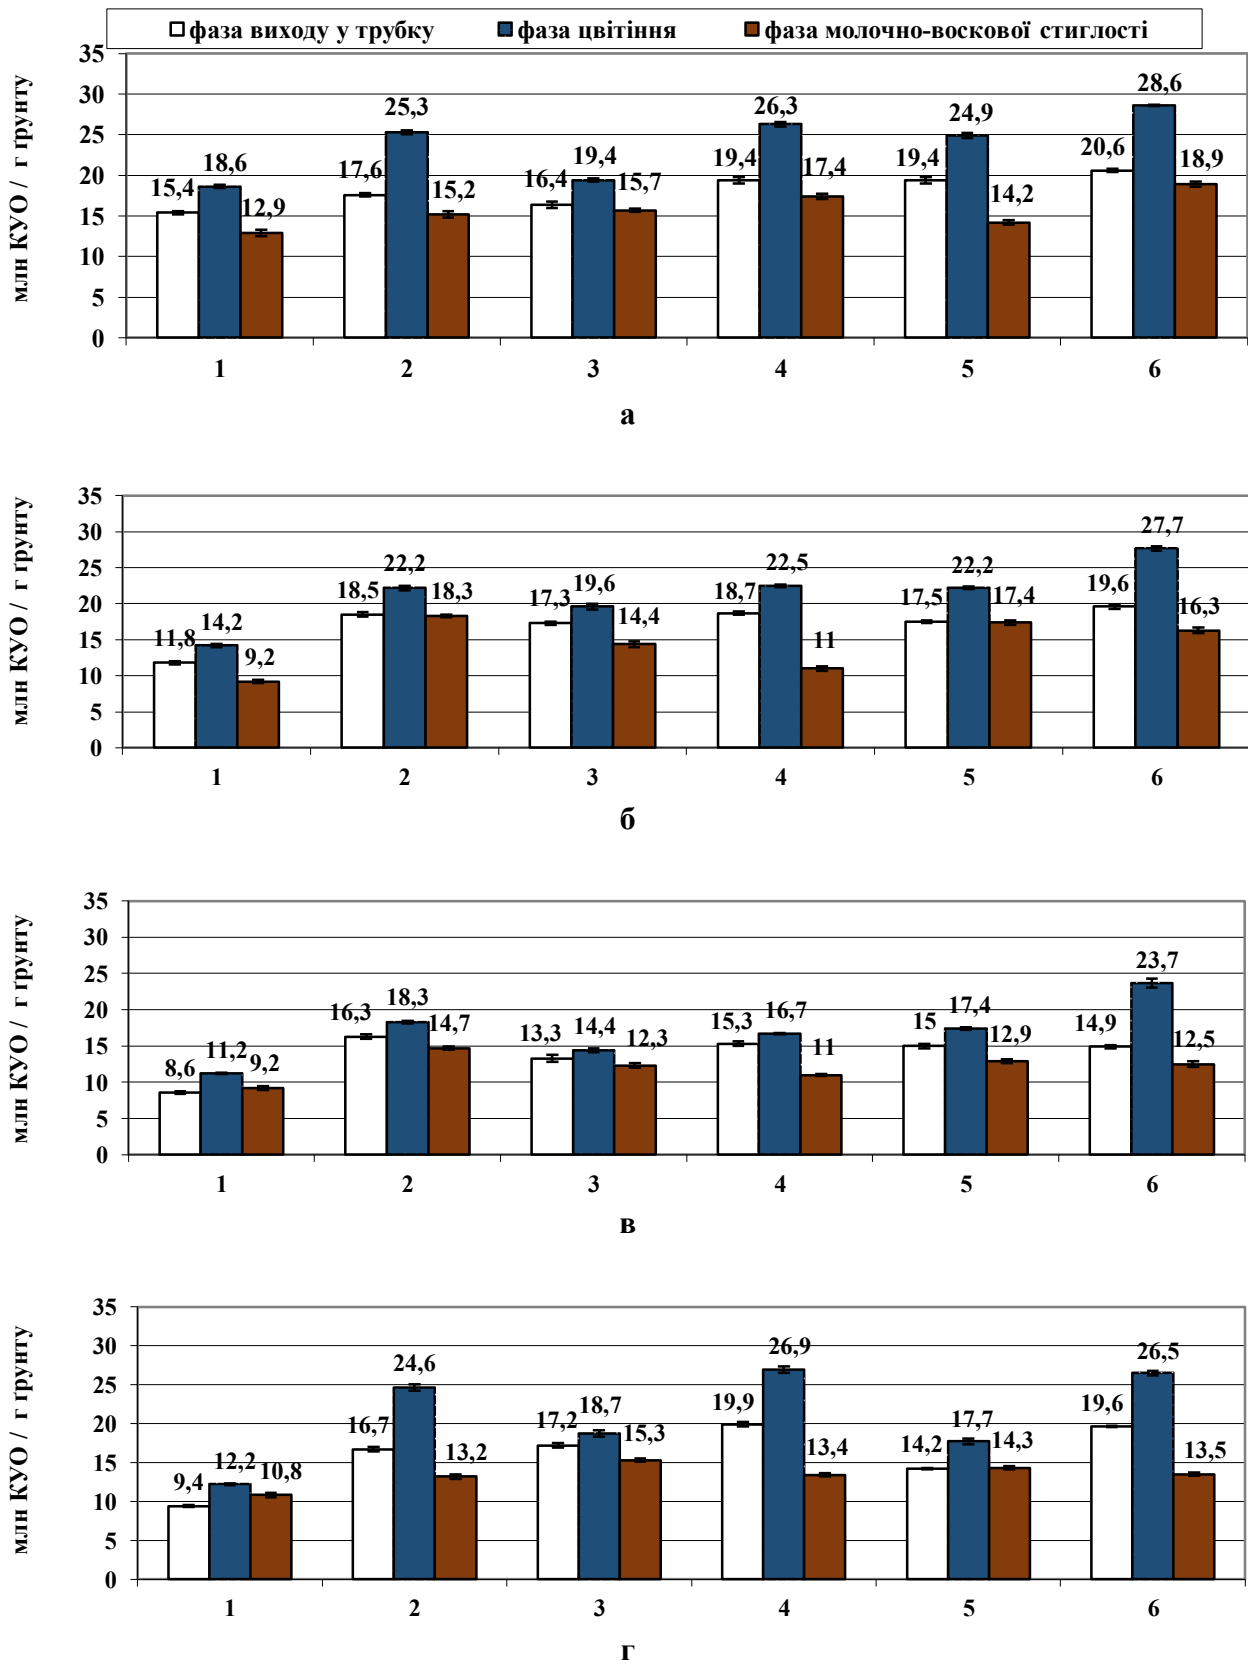 фаза виходу у трубку фаза цвітіння фаза молочно-воскової стиглості
млн КУО / г грунту
35
30
25
20
15
10
5
0
15,4 18,6 12,9 17,6 25,3 15,2 16,4 19,4 15,7 19,4 26,3 17,4 19,4 24,9 14,2 20,6 28,6 18,9
1 2 3 4 5 6
а
млн КУО / г грунту
35
30
25
20
15
10
5
0
11,8 14,2 9,2 18,5 22,2 18,3 17,3 19,6 14,4 18,7 22,5 11 17,5 22,2 17,4 19,6 27,7 16,3
1 2 3 4 5 6
б
млн КУО / г грунту
35
30
25
20
15
10
5
0
8,6 11,2 9,2 16,3 18,3 14,7 13,3 14,4 12,3 15,3 16,7 11 15 17,4 12,9 14,9 23,7 12,5
1 2 3 4 5 6
в
млн КУО / г грунту
35
30
25
20
15
10
5
0
9,4 12,2 10,8 16,7 24,6 13,2 17,2 18,7 15,3 19,9 26,9 13,4 14,2 17,7 14,3 19,6 26,5 13,5
1 2 3 4 5 6
г